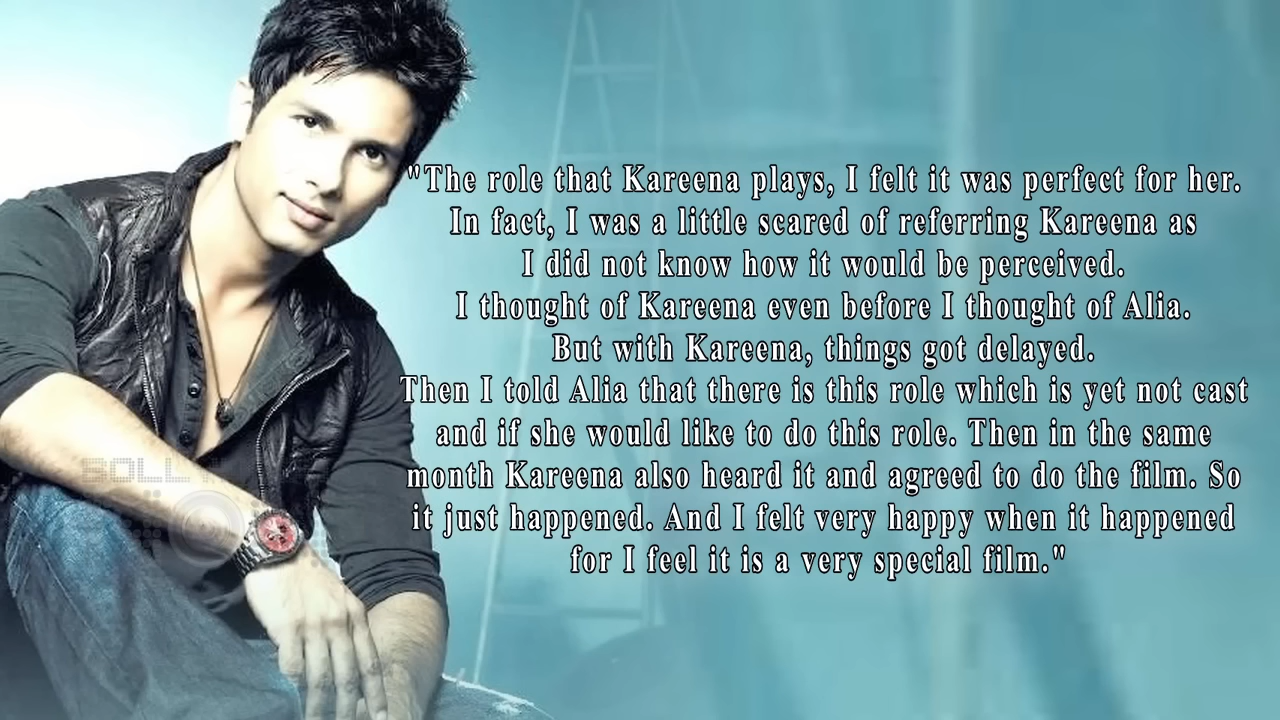 "The role that Kareena plays, I felt it was perfect for her.
In fact, I was a little scared of referring Kareena as
I did not know how it would be perceived.
I thought of Kareena even before I thought of Alia.
But with Kareena, things got delayed.
Then I told Alia that there is this role which is yet not cast
and if she would like to do this role. Then in the same
month Kareena also heard it and agreed to do the film. So
it just happened. And I felt very happy when it happened
for I feel it is a very special film."